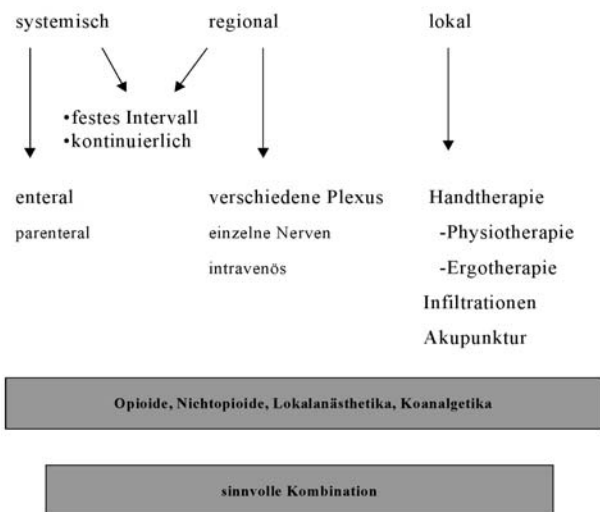 systemisch regional lokal
•festes Intervall
•kontinuierlich
enteral verschiedene Plexus Handtherapie
parenteral einzelne Nerven -Physiotherapie
intravenös -Ergotherapie
Infiltrationen
Akupunktur
Opioide, Nichtopioide, Lokalanästhetika, Koanalgetika
sinnvolle Kombination